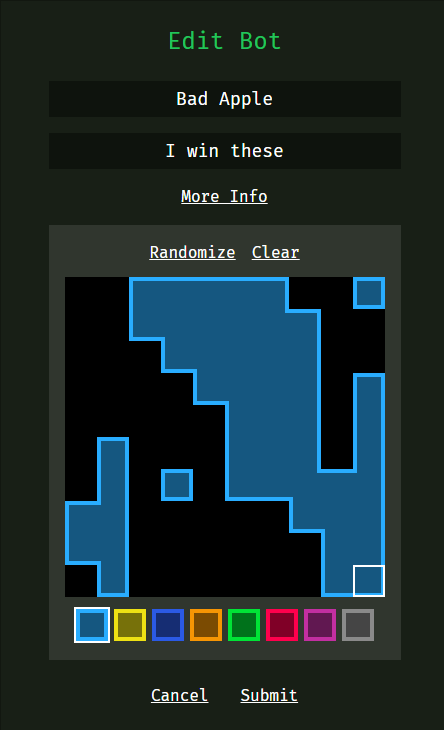 Edit Bot
Bad Apple
I win these
More Info
Randomize Clear
Cancel Submit